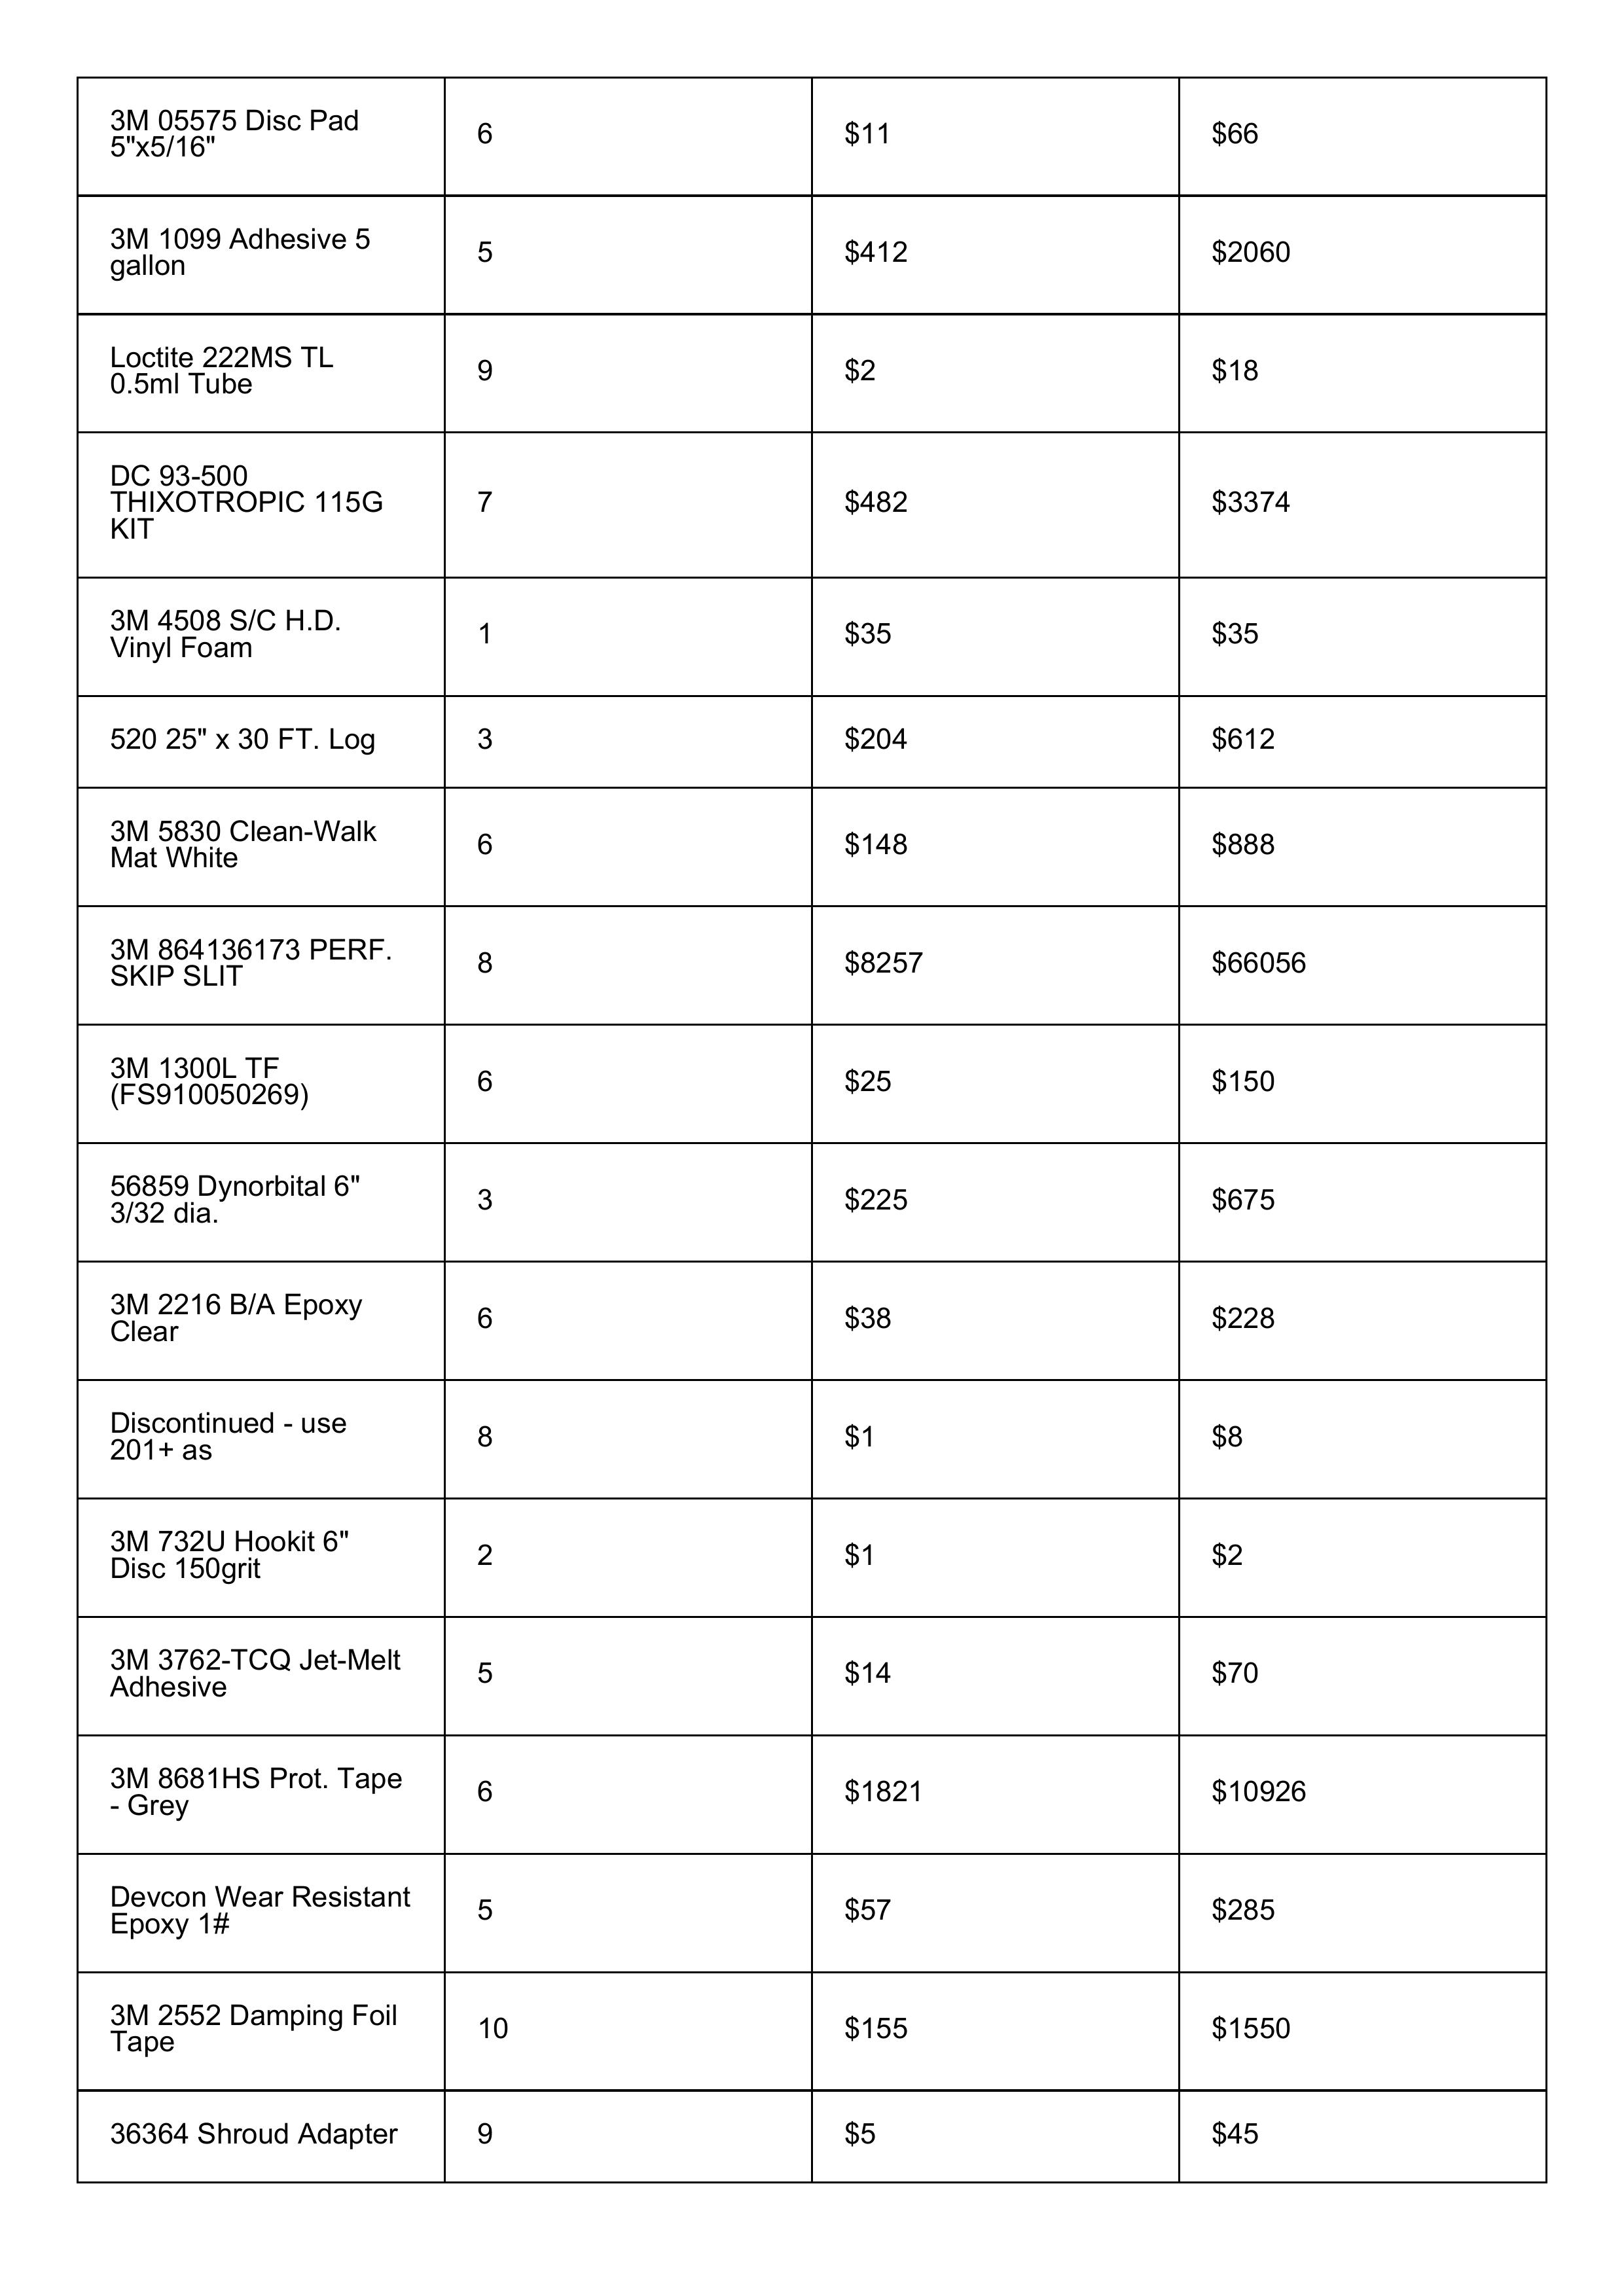 3M 05575 Disc Pad
5"x5/16"
6
$11
$66
3M 1099 Adhesive 5
gallon
5
$412
$2060
Loctite 222MS TL
0.5ml Tube
9
$2
$18
DC 93-500
THIXOTROPIC 115G
KIT
7
$482
$3374
3M 4508 S/C H.D.
Vinyl Foam
1
$35
$35
520 25" x 30 FT. Log
3
$204
$612
3M 5830 Clean-Walk
Mat White
6
$148
$888
3M 864136173 PERF.
SKIP SLIT
8
$8257
$66056
3M 1300L TF
(FS910050269)
6
$25
$150
56859 Dynorbital 6"
3/32 dia.
3
$225
$675
3M 2216 B/A Epoxy
Clear
6
$38
$228
Discontinued - use
201+ as
8
$1
$8
3M 732U Hookit 6"
Disc 150grit
2
$1
$2
3M 3762-TCQ Jet-Melt
Adhesive
5
$14
$70
3M 8681HS Prot. Tape
- Grey
6
$1821
$10926
Devcon Wear Resistant
Epoxy 1#
5
$57
$285
3M 2552 Damping Foil
Tape
10
$155
$1550
36364 Shroud Adapter
9
$5
$45